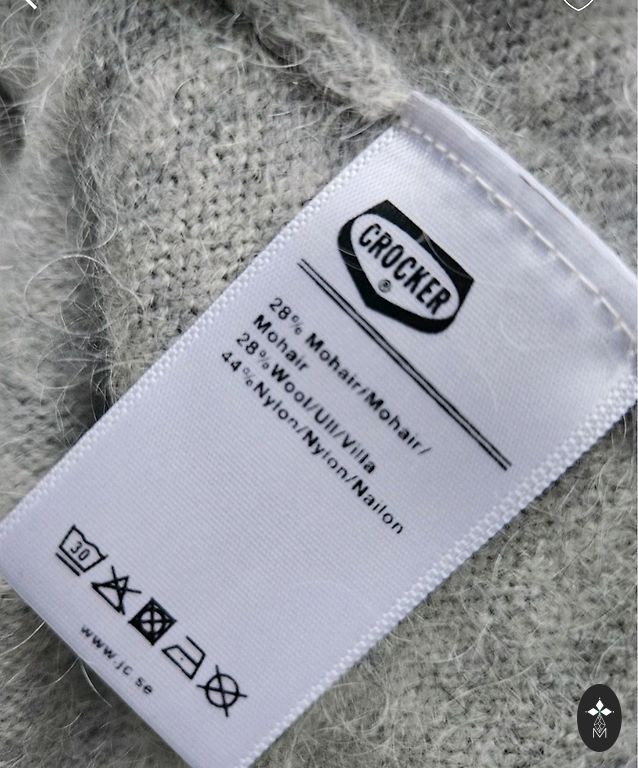 CROCKER
®
28% Mohair/Mohair/
Mohair
28%Wool/Ull/Villa
44%Nylon/Nylon/Nailon
30
www.jc.se
M